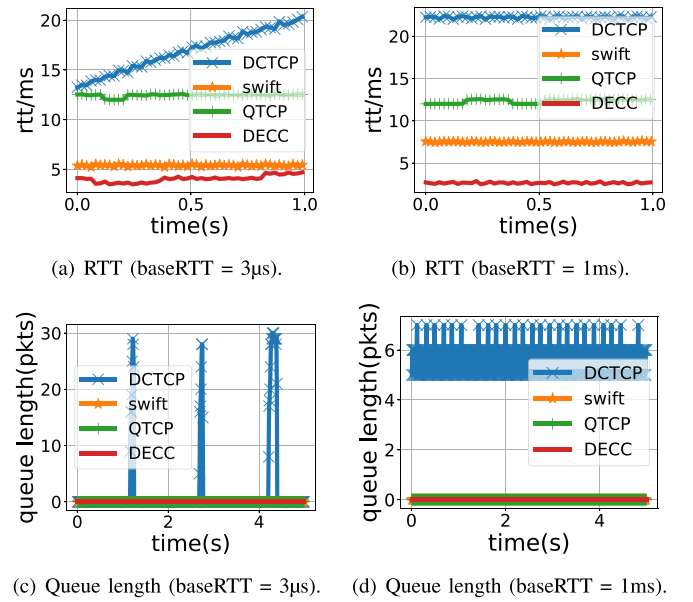 20
15
10
5
rtt/ms
DCTCP
swift
QTCP
DECC
0.0 0.5 1.0
time(s)
(a) RTT (baseRTT = 3μs).
20
15
10
5
rtt/ms
DCTCP
swift
QTCP
DECC
0.0 0.5 1.0
time(s)
(b) RTT (baseRTT = 1ms).
30
20
10
0
queue length(pkts)
DCTCP
swift
QTCP
DECC
0 2 4
time(s)
(c) Queue length (baseRTT = 3μs).
6
4
2
0
queue length(pkts)
DCTCP
swift
QTCP
DECC
0 2 4
time(s)
(d) Queue length (baseRTT = 1ms).